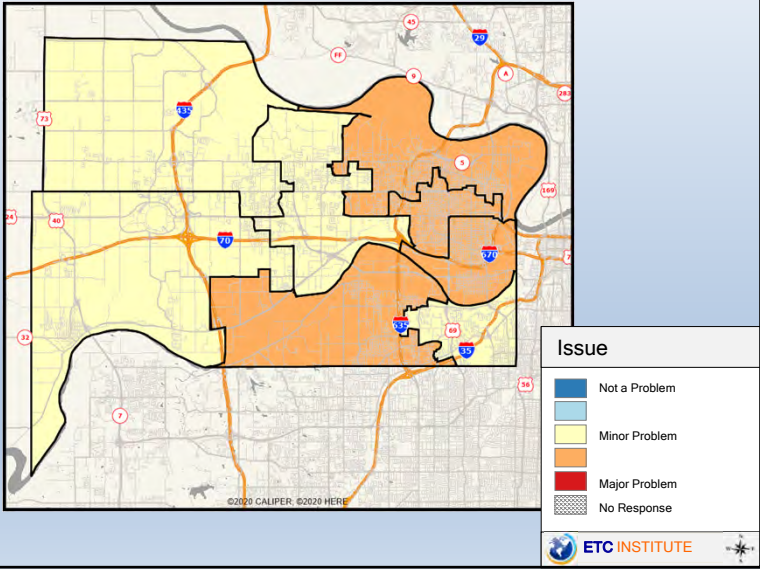 45
29
FF
9
A
283
435
73
5
169
24
40
70
670
7
635
69
32
35
56
7
©2020 CALIPER; ©2020 HERE
Issue
Not a Problem
Minor Problem
Major Problem
No Response
ETC INSTITUTE